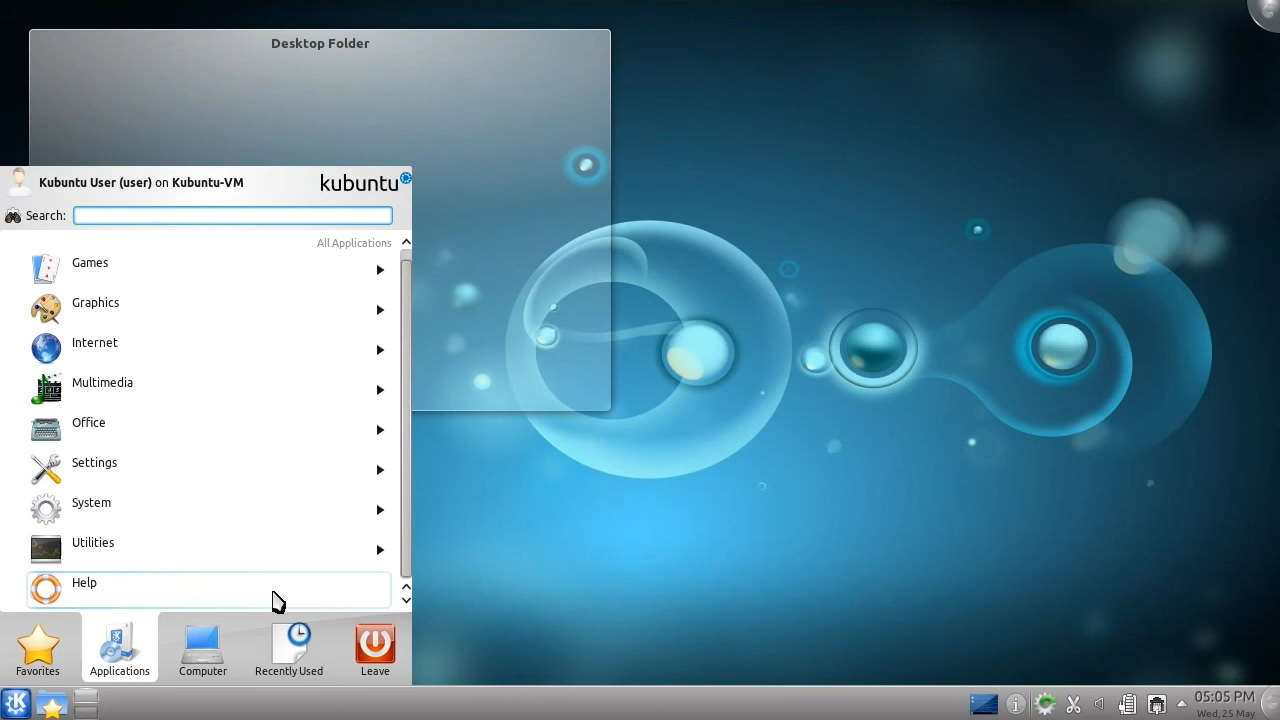 Desktop Folder
Kubuntu User (user) on Kubuntu-VM
kubuntu
Search:
All Applications
Games
Graphics
Internet
Multimedia
Office
Settings
System
Utilities
Help
Favorites
Applications
Computer
Recently Used
Leave
05:05 PM
Wed, 25 May